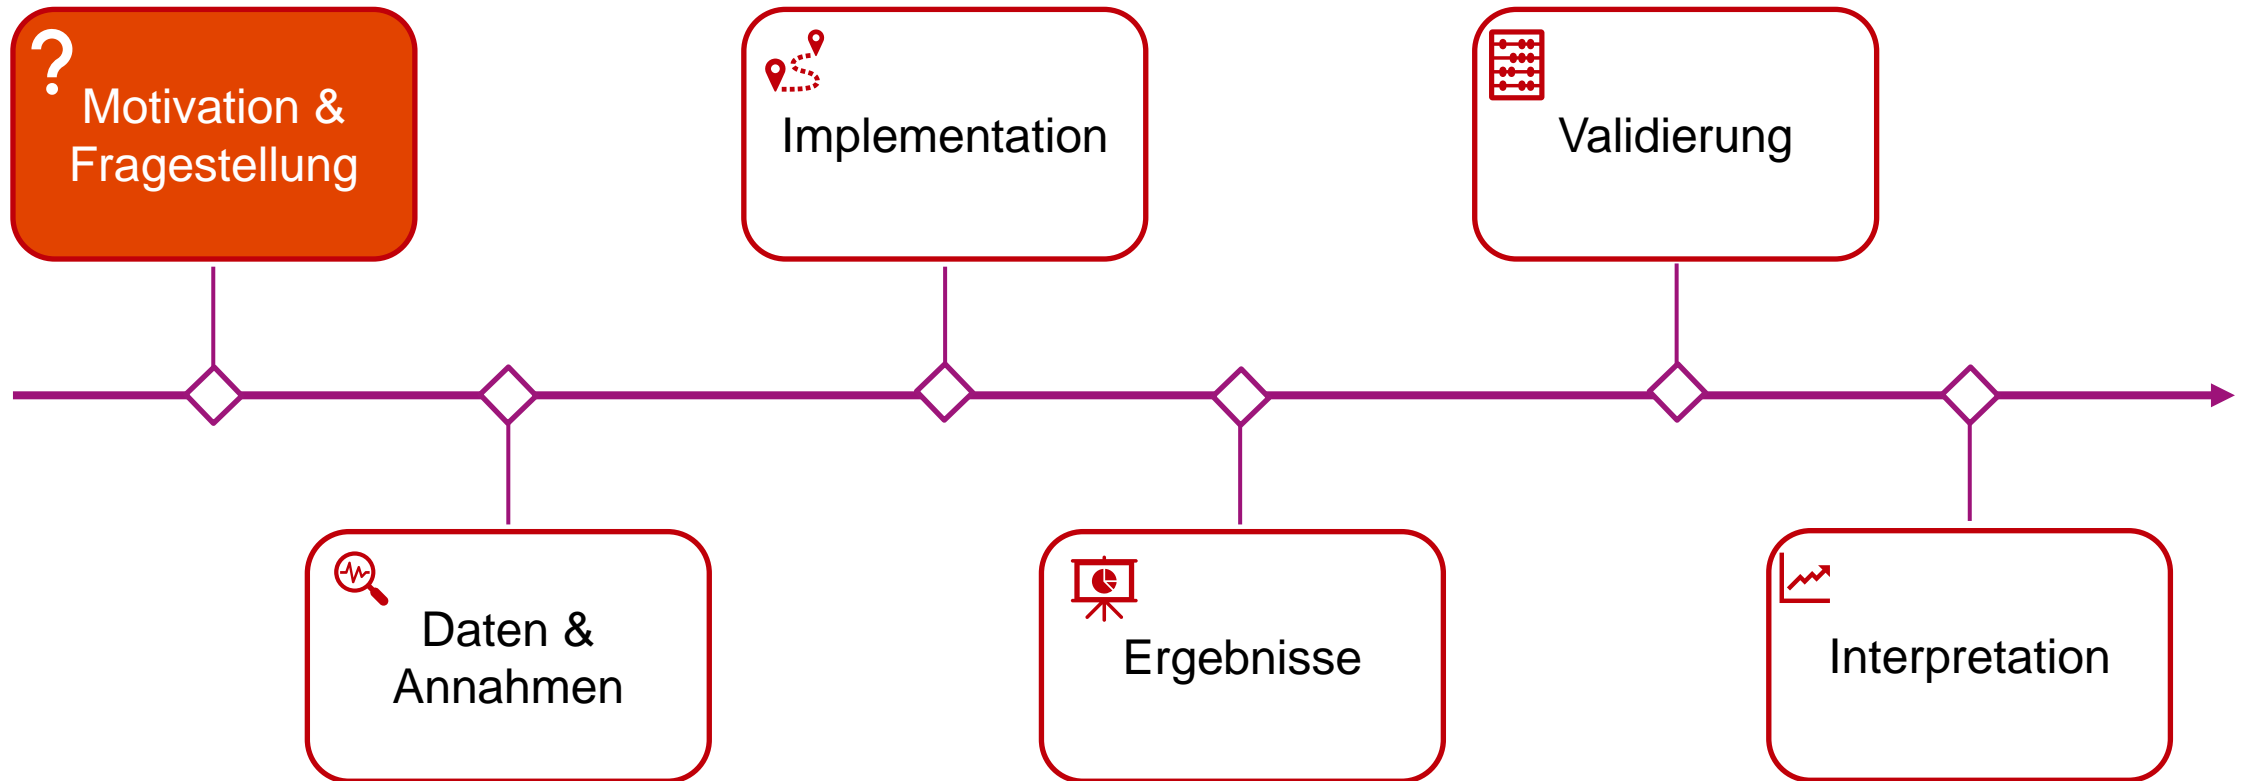 ?
Motivation &
Fragestellung
Daten &
Annahmen
Implementation
Ergebnisse
Validierung
Interpretation